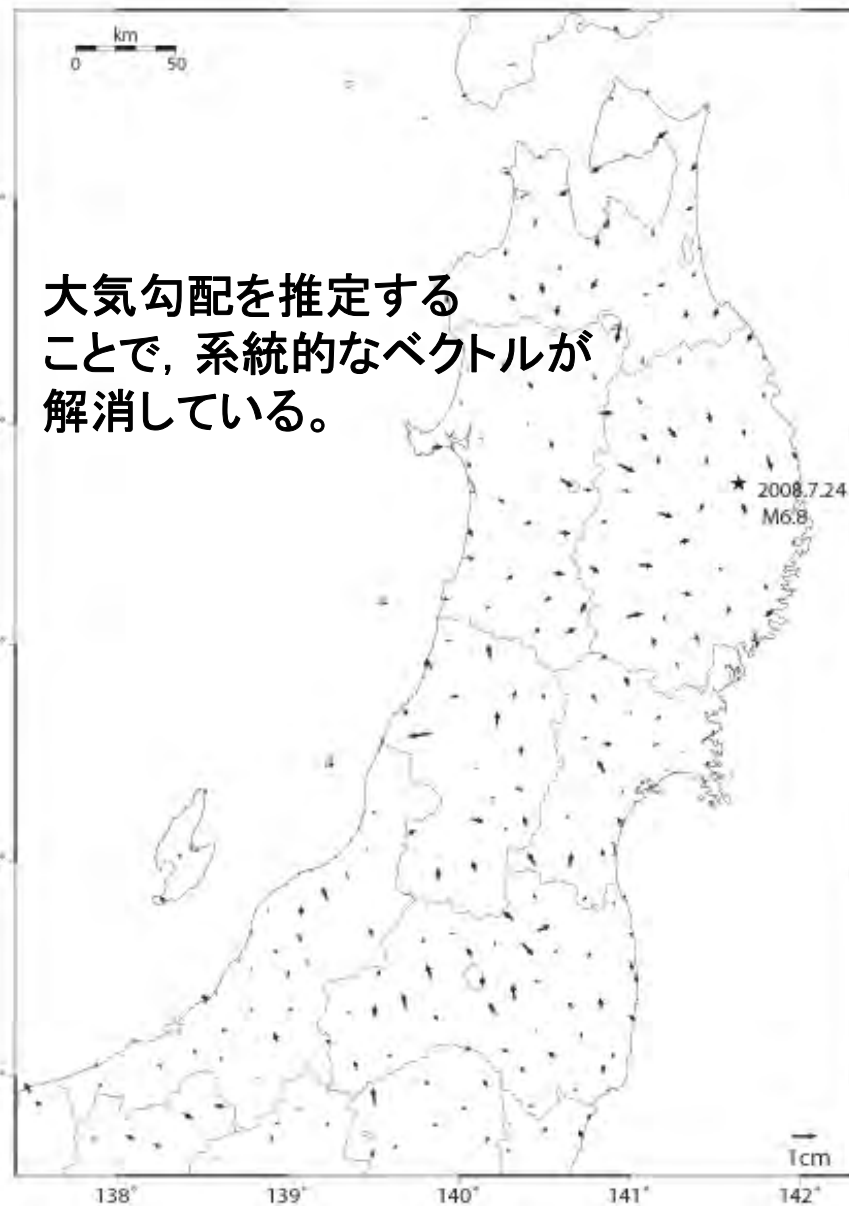 km
0 50
大気勾配を推定する
ことで, 系統的なベクトルが
解消している。
2008.7.24
M6.8
1cm
138° 139° 140° 141° 142°